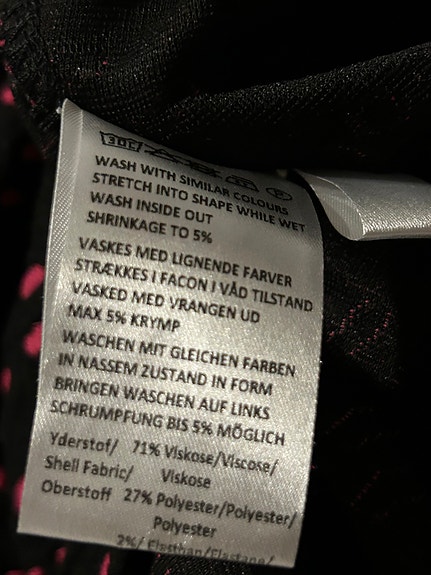 WASH WITH SIMILAR COLOURS
STRETCH INTO SHAPE WHILE WET
WASH INSIDE OUT
SHRINKAGE TO 5%
VASKES MED LIGNENDE FARVER
STRÆKKES I FACON I VÅD TILSTAND
VASKED MED VRANGEN UD
MAX 5% KRYMP
WASCHEN MIT GLEICHEN FARBEN
IN NASSEM ZUSTAND IN FORM
BRINGEN WASCHEN AUF LINKS
SCHRUMPFUNG BIS 5% MÖGLICH
Yderstof/ 71% Viskose/Viscose/
Shell Fabric/ Viskose
Oberstoff 27% Polyester/Polyester/
Polyester
2%/ Elasthan/Elastane/